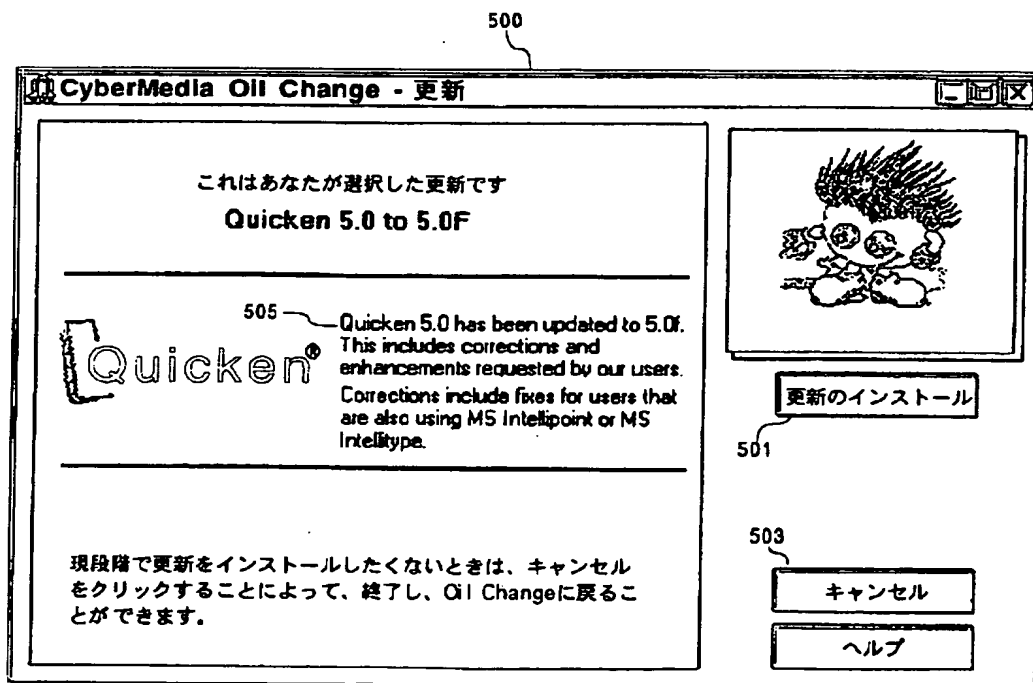 500
CyberMedia Oil Change - 更新
これはあなたが選択した更新です
Quicken 5.0 to 5.0F
505
Quicken®
Quicken 5.0 has been updated to 5.0f.
This includes corrections and
enhancements requested by our users.
Corrections include fixes for users that
are also using MS Intellipoint or MS
Intellitype.
更新のインストール
501
現段階で更新をインストールしたくないときは、キャンセル
をクリックすることによって、終了し、Oil Changeに戻るこ
とができます。
503
キャンセル
ヘルプ